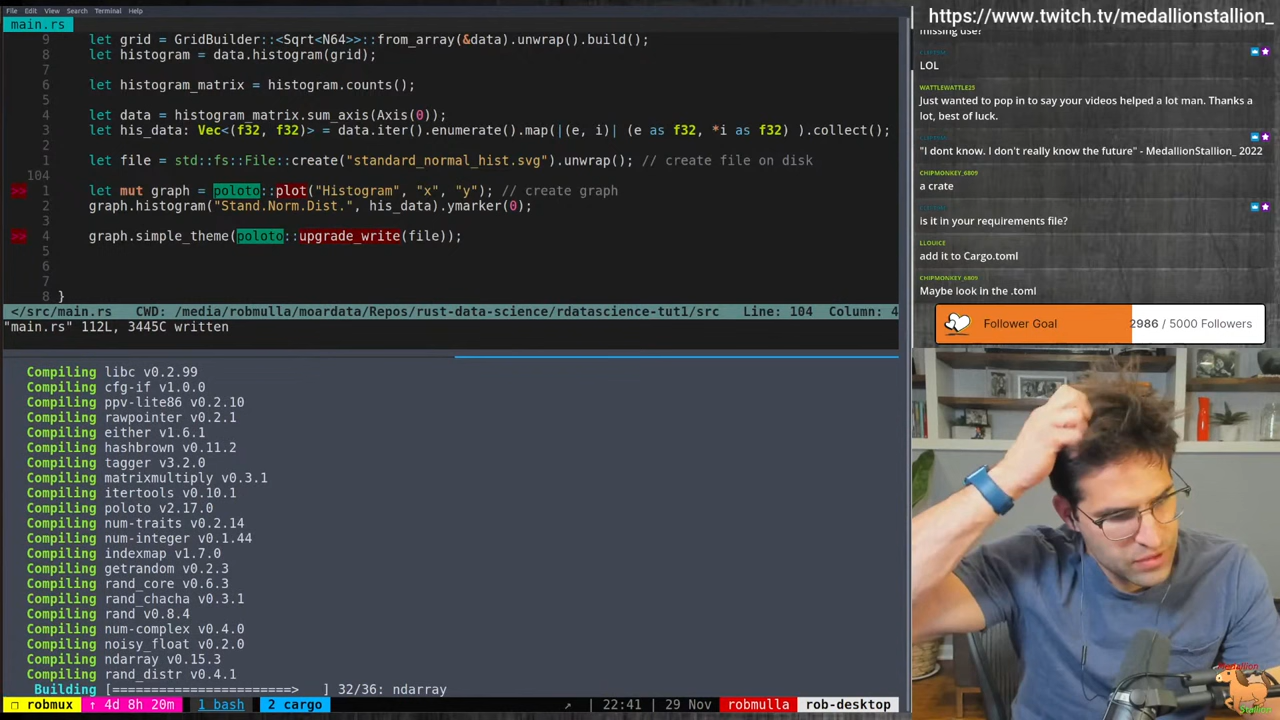 File Edit View Search Terminal Help
main.rs
9 let grid = GridBuilder::<Sqrt<N64>>::from_array(&data).unwrap().build();
8 let histogram = data.histogram(grid);
7
6 let histogram_matrix = histogram.counts();
5
4 let data = histogram_matrix.sum_axis(Axis(0));
3 let his_data: Vec<(f32, f32)> = data.iter().enumerate().map(|(e, i)| (e as f32, *i as f32) ).collect();
2
1 let file = std::fs::File::create("standard_normal_hist.svg").unwrap(); // create file on disk
104
>> 1 let mut graph = poloto::plot("Histogram", "x", "y"); // create graph
2 graph.histogram("Stand.Norm.Dist.", his_data).ymarker(0);
3
>> 4 graph.simple_theme(poloto::upgrade_write(file));
5
6
7
8 }
</src/main.rs CWD: /media/robmulla/moardata/Repos/rust-data-science/rdatascience-tut1/src Line: 104 Column: 4
"main.rs" 112L, 3445C written
Compiling libc v0.2.99
Compiling cfg-if v1.0.0
Compiling ppv-lite86 v0.2.10
Compiling rawpointer v0.2.1
Compiling either v1.6.1
Compiling hashbrown v0.11.2
Compiling tagger v3.2.0
Compiling matrixmultiply v0.3.1
Compiling itertools v0.10.1
Compiling poloto v2.17.0
Compiling num-traits v0.2.14
Compiling num-integer v0.1.44
Compiling indexmap v1.7.0
Compiling getrandom v0.2.3
Compiling rand_core v0.6.3
Compiling rand_chacha v0.3.1
Compiling rand v0.8.4
Compiling num-complex v0.4.0
Compiling noisy_float v0.2.0
Compiling ndarray v0.15.3
Compiling rand_distr v0.4.1
Building [=======================> ] 32/36: ndarray
robmux ↑ 4d 8h 20m 1 bash 2 cargo ↗ 22:41 29 Nov robmulla rob-desktop
https://www.twitch.tv/medallionstallion_
missing use?
LOL
WATTLEWATTLE25
Just wanted to pop in to say your videos helped a lot man. Thanks a
lot, best of luck.
"I dont know. I don't really know the future" - MedallionStallion_ 2022
CHIPMONKEY_6809
a crate
is it in your requirements file?
LLOUICE
add it to Cargo.toml
CHIPMONKEY_6809
Maybe look in the .toml
Follower Goal 2986 / 5000 Followers
Medallion
Stallion